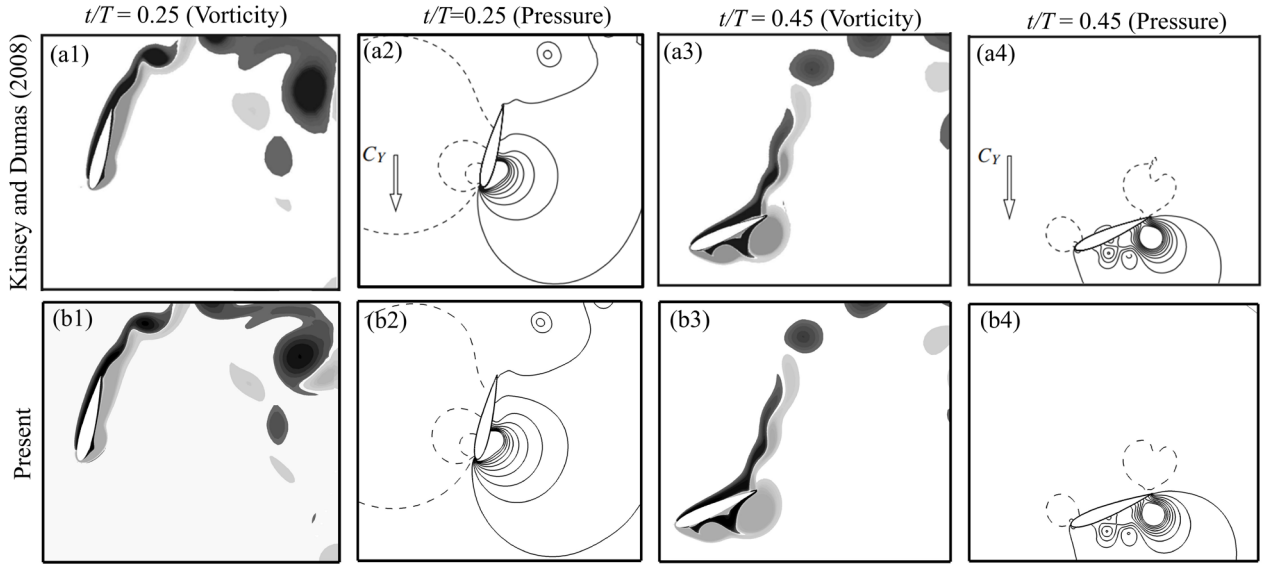 t/T = 0.25 (Vorticity)
t/T=0.25 (Pressure)
t/T = 0.45 (Vorticity)
t/T = 0.45 (Pressure)
Kinsey and Dumas (2008)
(a1)
(a2)
(a3)
(a4)
C_Y
C_Y
Present
(b1)
(b2)
(b3)
(b4)